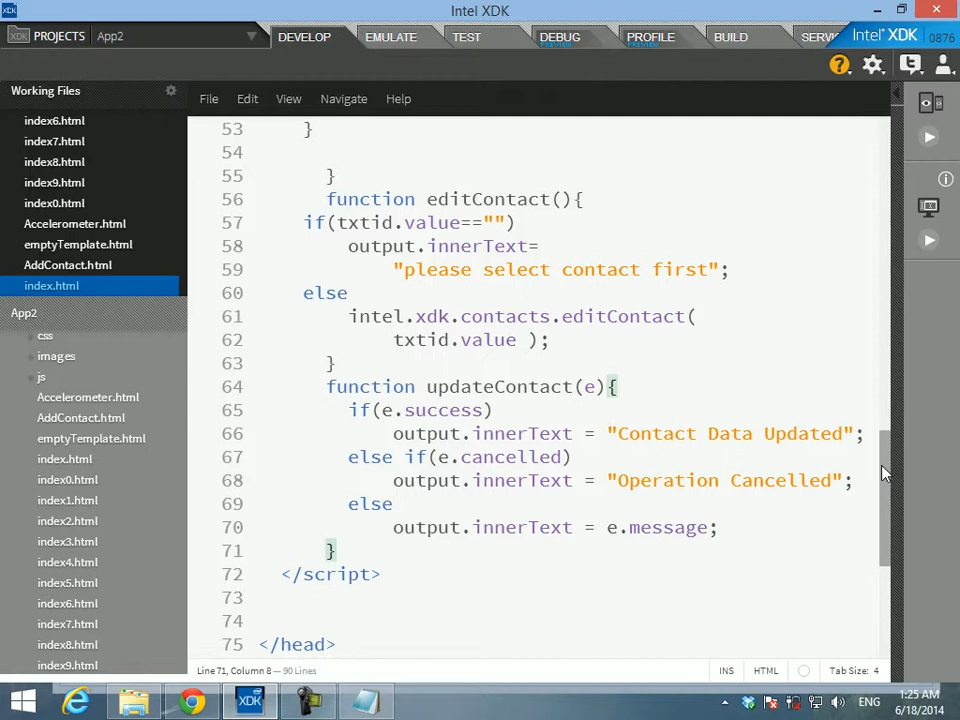 XDK
Intel XDK
XDK PROJECTS App2 DEVELOP EMULATE TEST DEBUG PROFILE BUILD SERV Intel XDK 0876
PREVIEW PREVIEW
Working Files
File Edit View Navigate Help
index6.html
index7.html
index8.html
index9.html
index0.html
Accelerometer.html
emptyTemplate.html
AddContact.html
index.html
App2
css
images
js
Accelerometer.html
AddContact.html
emptyTemplate.html
index.html
index0.html
index1.html
index2.html
index3.html
index4.html
index5.html
index6.html
index7.html
index8.html
index9.html
53 }
54
55 }
56 function editContact(){
57 if(txtid.value=="")
58 output.innerText=
59 "please select contact first";
60 else
61 intel.xdk.contacts.editContact(
62 txtid.value );
63 }
64 function updateContact(e){
65 if(e.success)
66 output.innerText = "Contact Data Updated";
67 else if(e.cancelled)
68 output.innerText = "Operation Cancelled";
69 else
70 output.innerText = e.message;
71 }
72 </script>
73
74
75 </head>
Line 71, Column 8 — 90 Lines INS HTML Tab Size: 4
XDK ENG 1:25 AM
6/18/2014